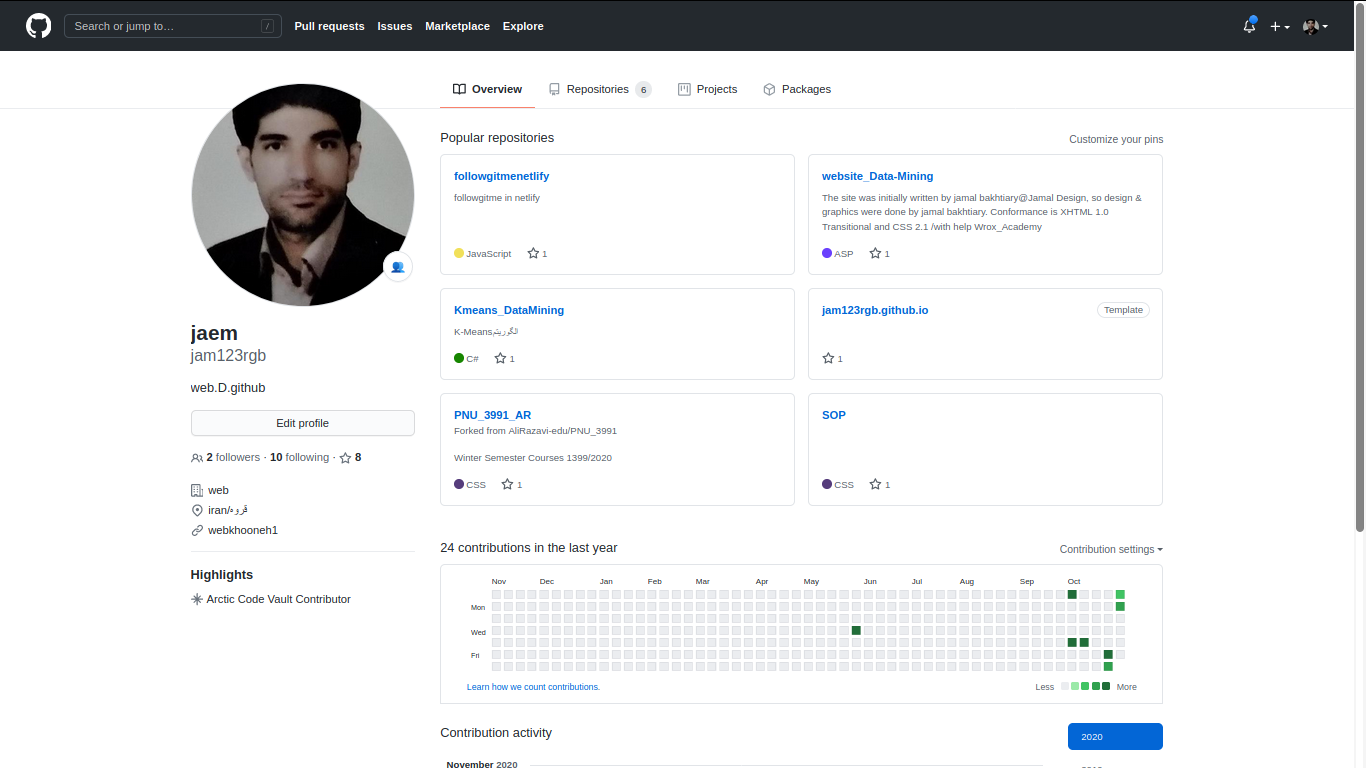 Search or jump to… /
Pull requests
Issues
Marketplace
Explore
Overview
Repositories 6
Projects
Packages
jaem
jam123rgb
web.D.github
Edit profile
2 followers · 10 following · 8
web
iran/قروه
webkhooneh1
Highlights
Arctic Code Vault Contributor
Popular repositories
Customize your pins
followgitmenetlify
followgitme in netlify
JavaScript 1
website_Data-Mining
The site was initially written by jamal bakhtiary@Jamal Design, so design &
graphics were done by jamal bakhtiary. Conformance is XHTML 1.0
Transitional and CSS 2.1 /with help Wrox_Academy
ASP 1
Kmeans_DataMining
K-Meansالگوریتم
C# 1
jam123rgb.github.io
Template
1
PNU_3991_AR
Forked from AliRazavi-edu/PNU_3991
Winter Semester Courses 1399/2020
CSS 1
SOP
CSS 1
24 contributions in the last year
Contribution settings
Nov Dec Jan Feb Mar Apr May Jun Jul Aug Sep Oct
Mon
Wed
Fri
Learn how we count contributions.
Less More
Contribution activity
2020
November 2020